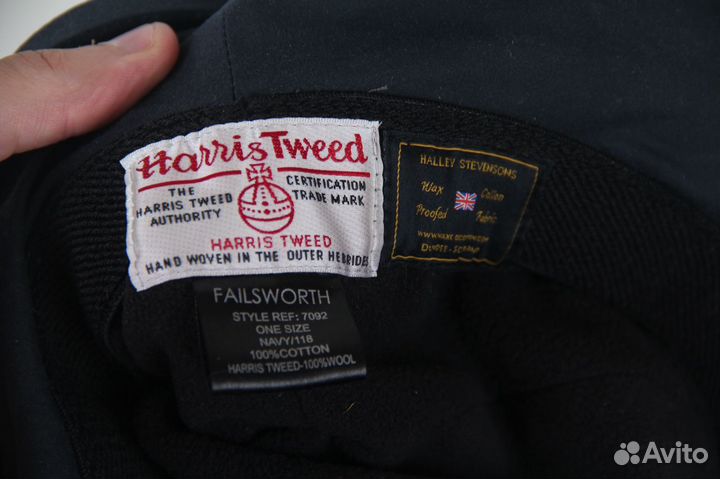 Harris Tweed
THE HARRIS TWEED AUTHORITY
CERTIFICATION TRADE MARK
HARRIS TWEED
HAND WOVEN IN THE OUTER HEBRIDES
HALLEY STEVENSONS
Wax Cotton
Proofed Fabric
DUNDEE - SCOTLAND
FAILSWORTH
STYLE REF: 7092
ONE SIZE
NAVY/118
100%COTTON
HARRIS TWEED-100%WOOL
Avito